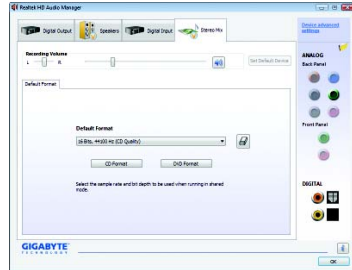 Realtek HD Audio Manager
Digital Output
Speakers
Digital Input
Stereo Mix
Device advanced
settings
Recording Volume
L
R
Set Default Device
ANALOG
Back Panel
Default Format
Default Format
16 Bits, 44100 Hz (CD Quality)
CD Format
DVD Format
Select the sample rate and bit depth to be used when running in shared
mode.
Front Panel
DIGITAL
GIGABYTE
TECHNOLOGY
OK